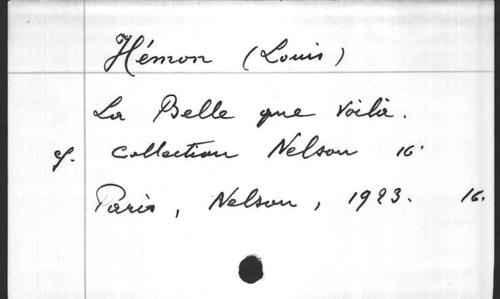 Hémon (Louis)
La Belle que voilà.
cf. Collection Nelson 16.
Paris, Nelson, 1923. 16.